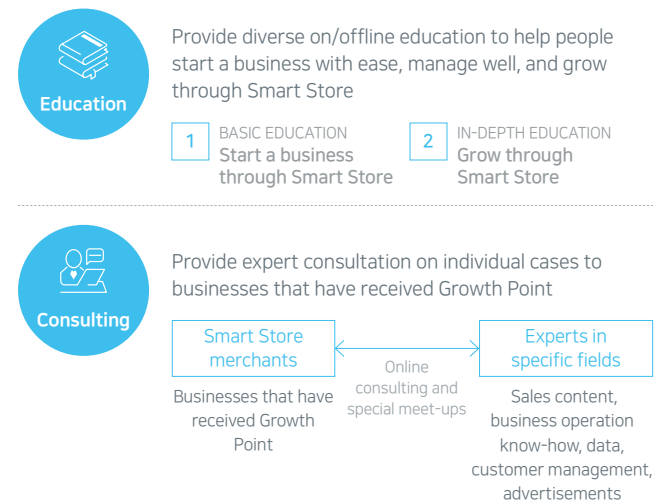 Education
Provide diverse on/offline education to help people
start a business with ease, manage well, and grow
through Smart Store
1
BASIC EDUCATION
Start a business
through Smart Store
2
IN-DEPTH EDUCATION
Grow through
Smart Store
Consulting
Provide expert consultation on individual cases to
businesses that have received Growth Point
Smart Store
merchants
Businesses that have
received Growth
Point
Online
consulting and
special meet-ups
Experts in
specific fields
Sales content,
business operation
know-how, data,
customer management,
advertisements